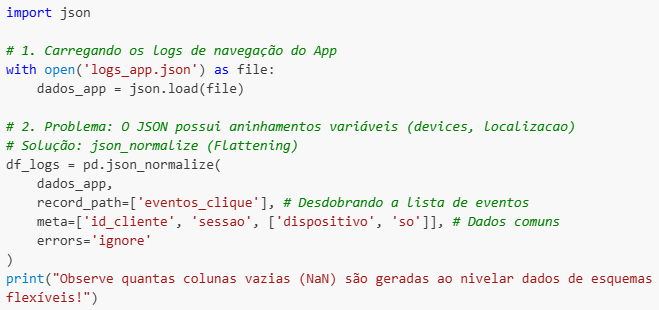 import json

# 1. Carregando os logs de navegação do App
with open('logs_app.json') as file:
    dados_app = json.load(file)

# 2. Problema: O JSON possui aninhamentos variáveis (devices, localizacao)
# Solução: json_normalize (Flattening)
df_logs = pd.json_normalize(
    dados_app,
    record_path=['eventos_clique'], # Desdobrando a lista de eventos
    meta=['id_cliente', 'sessao', ['dispositivo', 'so']], # Dados comuns
    errors='ignore'
)
print("Observe quantas colunas vazias (NaN) são geradas ao nivelar dados de esquemas
flexíveis!")